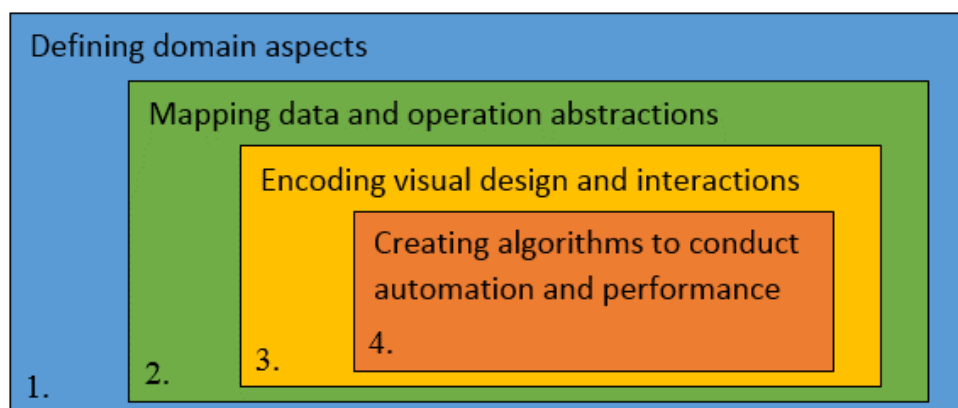 Defining domain aspects
Mapping data and operation abstractions
Encoding visual design and interactions
Creating algorithms to conduct
automation and performance
4.
3.
2.
1.